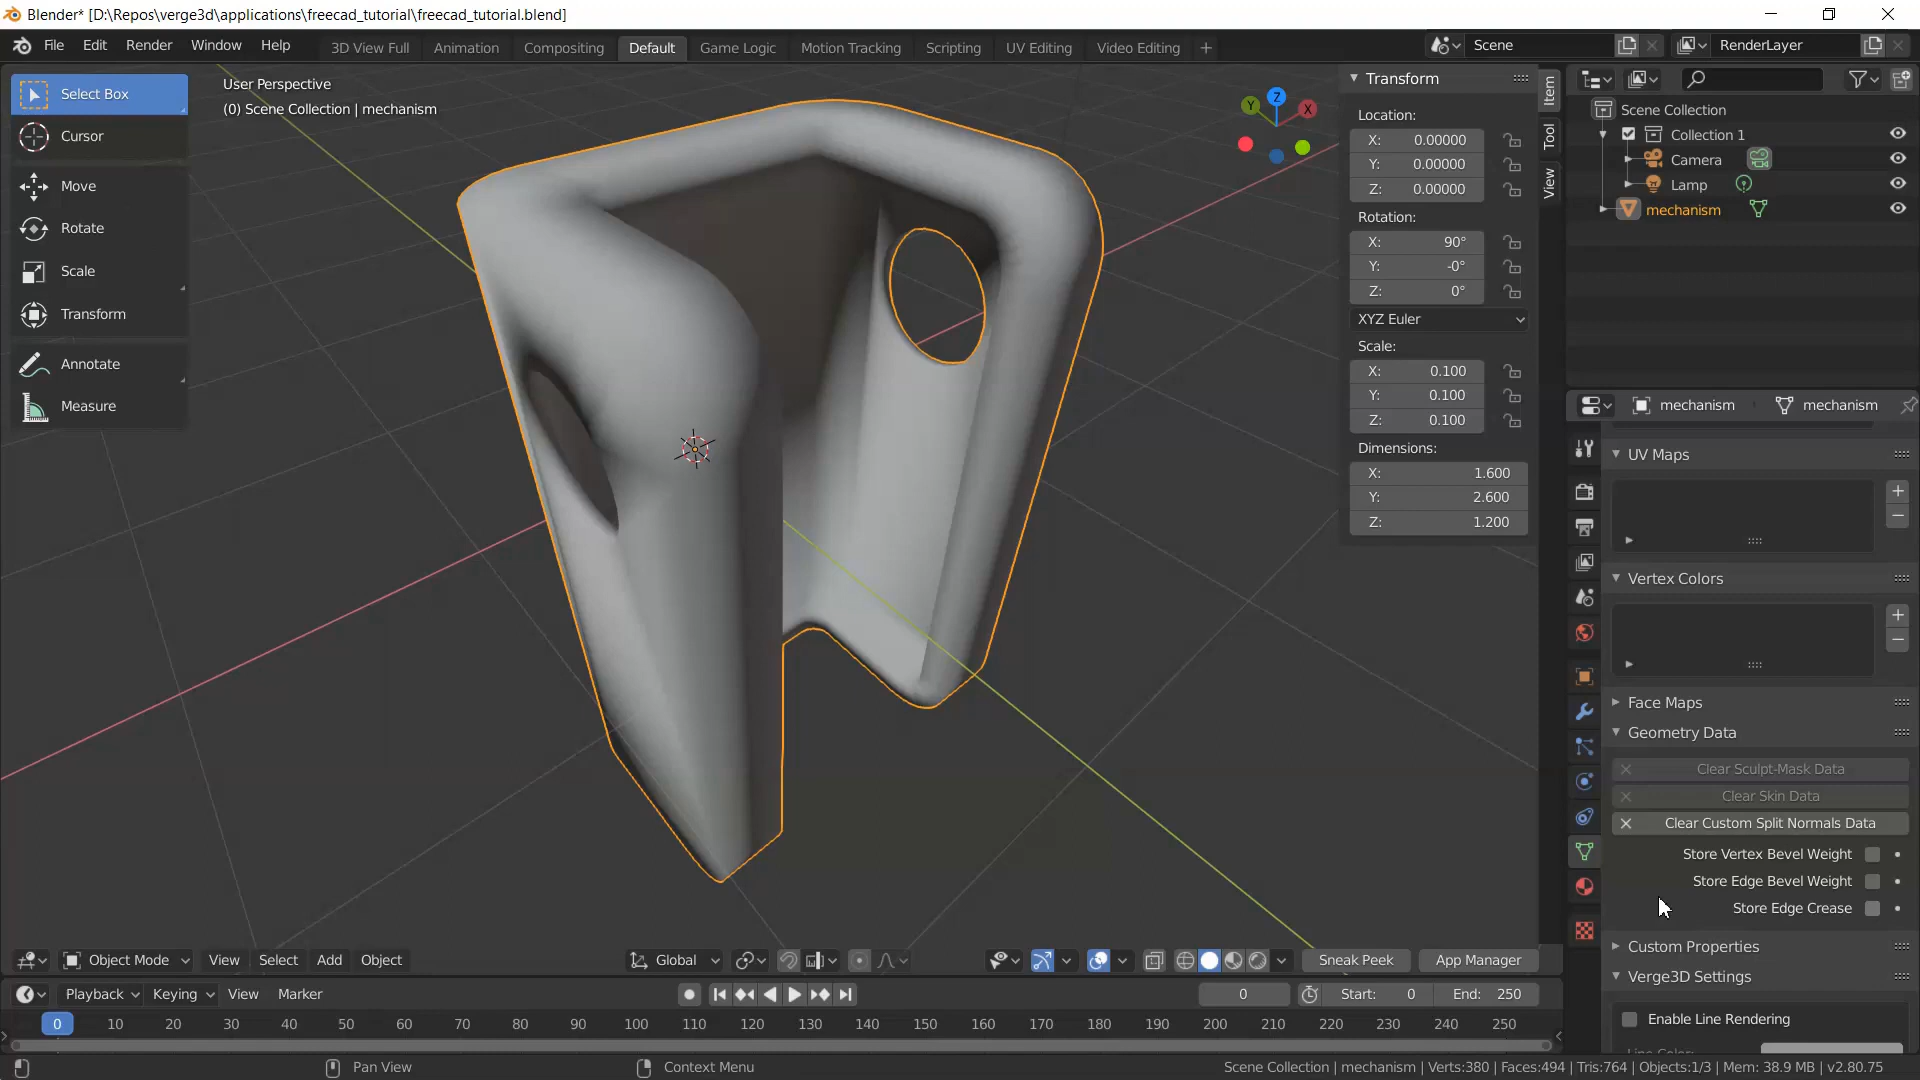 Blender* [D:\Repos\verge3d\applications\freecad_tutorial\freecad_tutorial.blend]
File Edit Render Window Help 3D View Full Animation Compositing Default Game Logic Motion Tracking Scripting UV Editing Video Editing + Scene RenderLayer
Select Box
Cursor
Move
Rotate
Scale
Transform
Annotate
Measure
User Perspective
(0) Scene Collection | mechanism
Z
Y
X
Transform
Location:
X: 0.00000
Y: 0.00000
Z: 0.00000
Rotation:
X: 90°
Y: -0°
Z: 0°
XYZ Euler
Scale:
X: 0.100
Y: 0.100
Z: 0.100
Dimensions:
X: 1.600
Y: 2.600
Z: 1.200
Item
Tool
View
Scene Collection
Collection 1
Camera
Lamp
mechanism
mechanism mechanism
UV Maps
Vertex Colors
Face Maps
Geometry Data
Clear Sculpt-Mask Data
Clear Skin Data
Clear Custom Split Normals Data
Store Vertex Bevel Weight
Store Edge Bevel Weight
Store Edge Crease
Custom Properties
Verge3D Settings
Enable Line Rendering
Object Mode View Select Add Object Global Sneak Peek App Manager
Playback Keying View Marker 0 Start: 0 End: 250
0 10 20 30 40 50 60 70 80 90 100 110 120 130 140 150 160 170 180 190 200 210 220 230 240 250
Pan View Context Menu Scene Collection | mechanism | Verts:380 | Faces:494 | Tris:764 | Objects:1/3 | Mem: 38.9 MB | v2.80.75